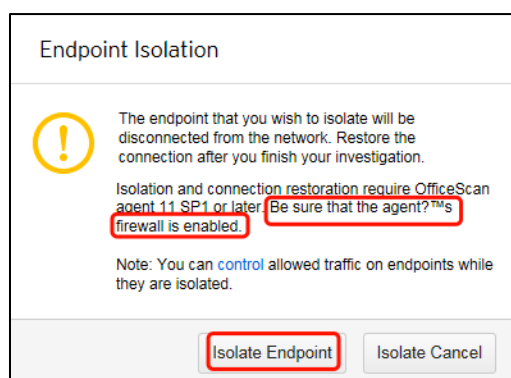 Endpoint Isolation
The endpoint that you wish to isolate will be
disconnected from the network. Restore the
connection after you finish your investigation.
Isolation and connection restoration require OfficeScan
agent 11 SP1 or later. Be sure that the agent?™s
firewall is enabled.
Note: You can control allowed traffic on endpoints while
they are isolated.
Isolate Endpoint
Isolate Cancel